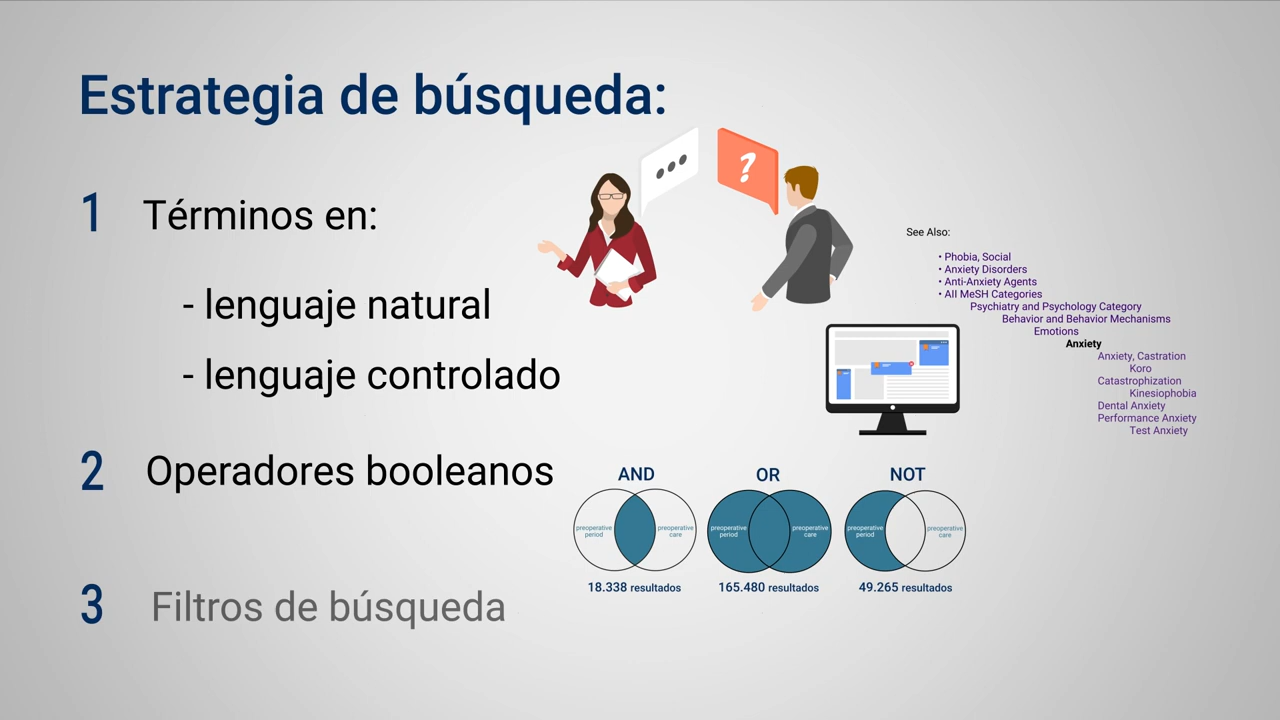 Estrategia de búsqueda:
1 Términos en:
- lenguaje natural
- lenguaje controlado
?
See Also:
• Phobia, Social
• Anxiety Disorders
• Anti-Anxiety Agents
• All MeSH Categories
Psychiatry and Psychology Category
Behavior and Behavior Mechanisms
Emotions
Anxiety
Anxiety, Castration
Koro
Catastrophization
Kinesiophobia
Dental Anxiety
Performance Anxiety
Test Anxiety
2 Operadores booleanos
AND
preoperative
period
preoperative
care
18.338 resultados
OR
preoperative
period
preoperative
care
165.480 resultados
NOT
preoperative
period
preoperative
care
49.265 resultados
3 Filtros de búsqueda